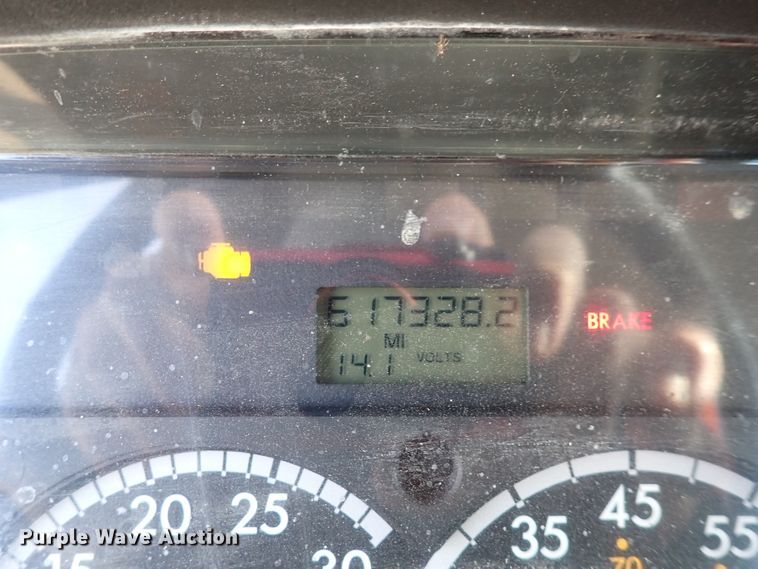 617328.2
MI
14.1 VOLTS
BRAKE
15 20 25 30
35 45 55
70
Purple Wave Auction